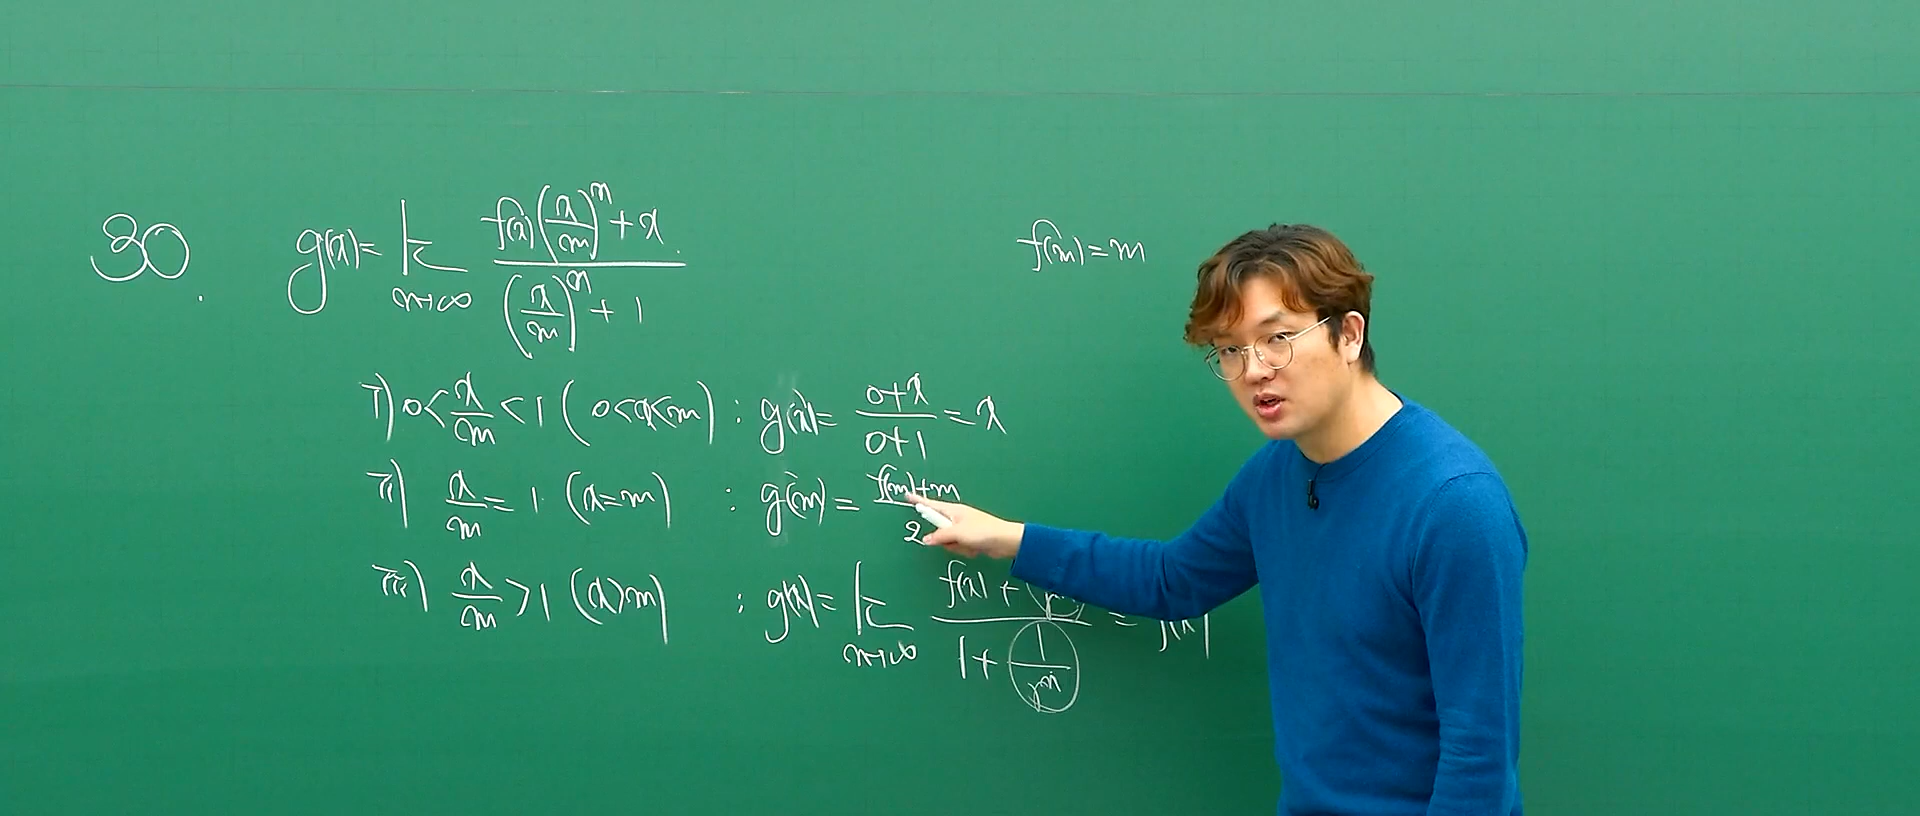 30. g(x) = lim n→∞ (f(x)(x/m)^n + x) / ((x/m)^n + 1)
f(m) = m
i) 0 < x/m < 1 (0 < x < m) : g(x) = (0+x)/(0+1) = x
ii) x/m = 1 (x = m) : g(m) = (f(m)+m)/2
iii) x/m > 1 (x > m) : g(x) = lim n→∞ (f(x) + ( / (1 + 1/r^n) = f(x)